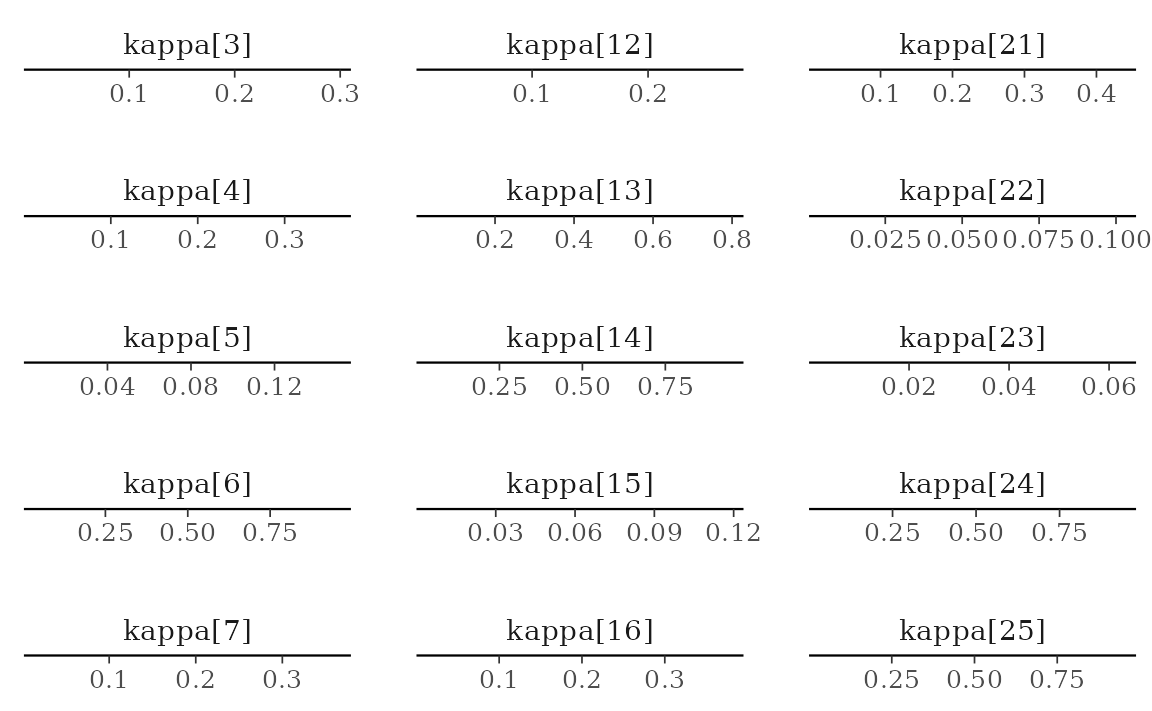 kappa[3] kappa[12] kappa[21]
0.1 0.2 0.3 0.1 0.2 0.1 0.2 0.3 0.4
kappa[4] kappa[13] kappa[22]
0.1 0.2 0.3 0.2 0.4 0.6 0.8 0.025 0.050 0.075 0.100
kappa[5] kappa[14] kappa[23]
0.04 0.08 0.12 0.25 0.50 0.75 0.02 0.04 0.06
kappa[6] kappa[15] kappa[24]
0.25 0.50 0.75 0.03 0.06 0.09 0.12 0.25 0.50 0.75
kappa[7] kappa[16] kappa[25]
0.1 0.2 0.3 0.1 0.2 0.3 0.25 0.50 0.75